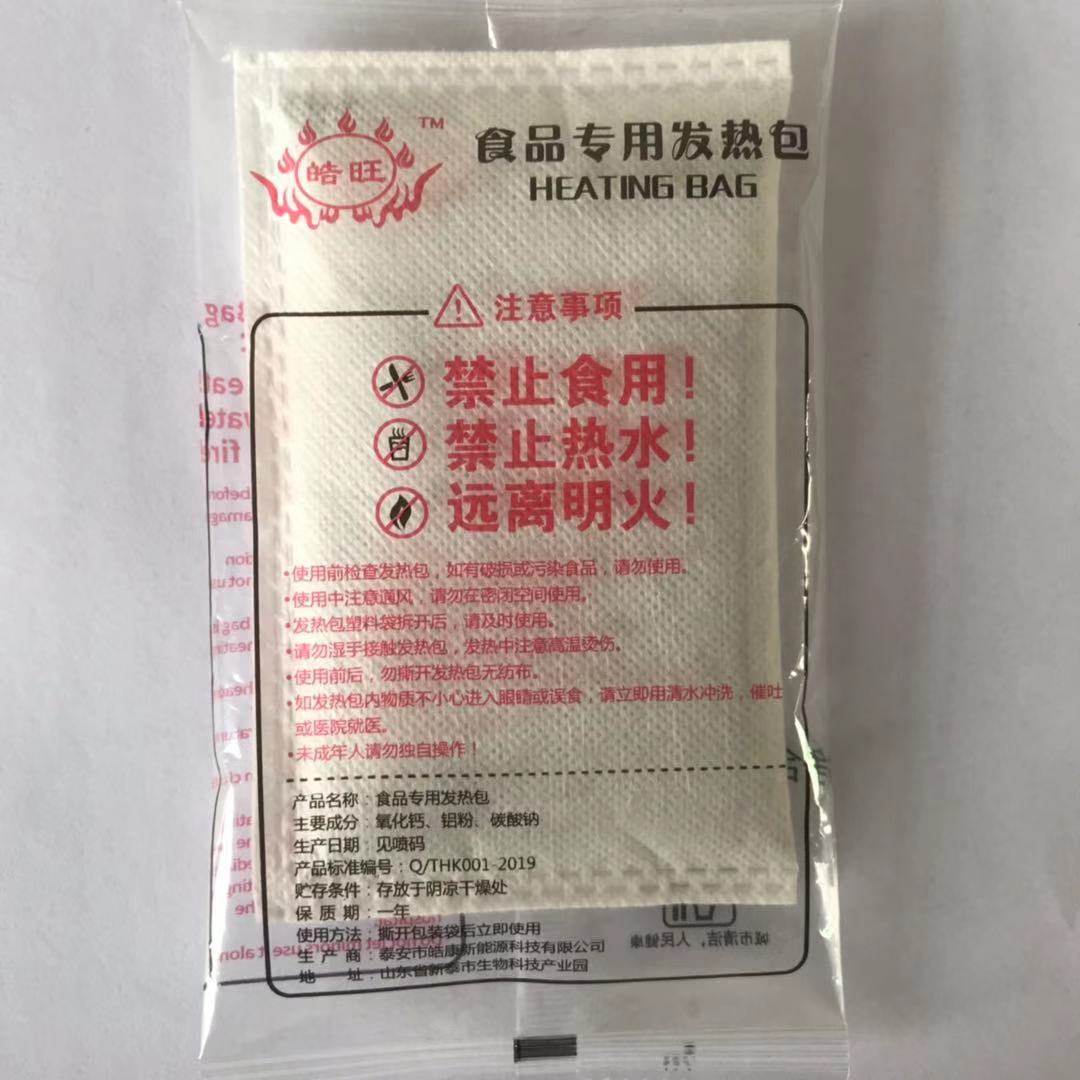 皓旺
TM
食品专用发热包
HEATING BAG
注意事项
禁止食用！
禁止热水！
远离明火！
•使用前检查发热包，如有破损或污染食品，请勿使用。
•使用中注意通风，请勿在密闭空间使用。
•发热包塑料袋拆开后，请及时使用。
•请勿湿手接触发热包，发热中注意高温烫伤。
•使用前后，勿撕开发热包无纺布。
•如发热包内物质不小心进入眼睛或误食，请立即用清水冲洗，催吐
或医院就医。
•未成年人请勿独自操作！
产品名称：食品专用发热包
主要成分：氧化钙、铝粉、碳酸钠
生产日期：见喷码
产品标准编号：Q/THK001-2019
贮存条件：存放于阴凉干燥处
保质期：一年
使用方法：撕开包装袋后立即使用
生产商：泰安市皓康新能源科技有限公司
地址：山东省新泰市生物科技产业园
城市清洁，人民健康